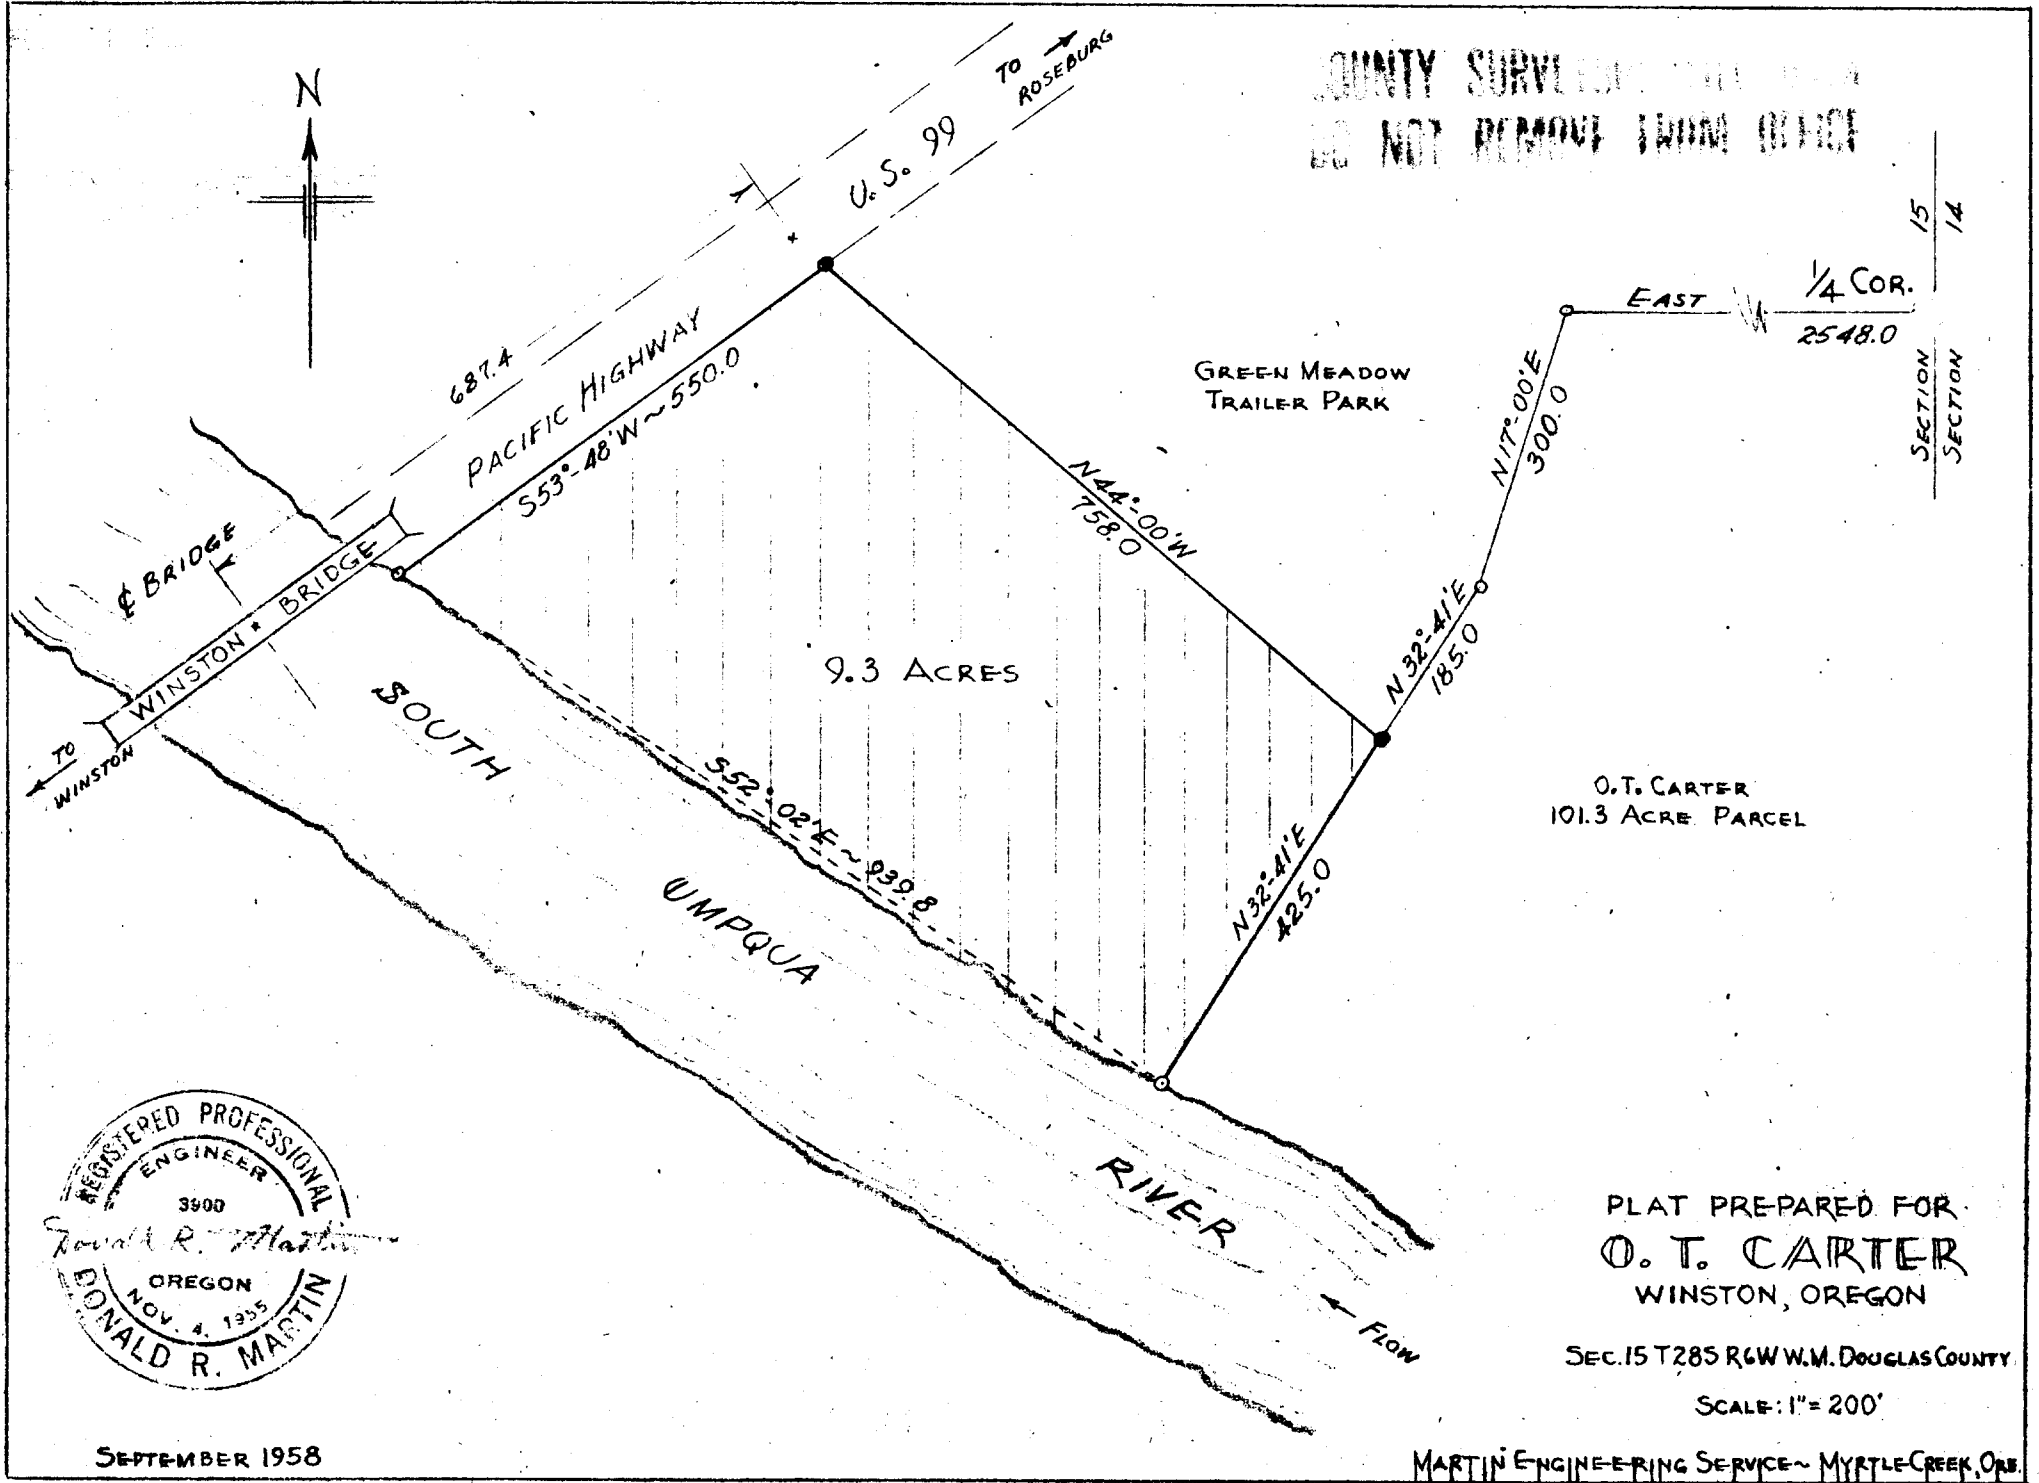 N
TO
ROSEBURG
U.S. 99
COUNTY
DO NOT REMOVE FROM OFFICE
15
14
1/4 COR.
EAST
2548.0
SECTION
SECTION
687.4
PACIFIC HIGHWAY
S53°-48'W~550.0
GREEN MEADOW
TRAILER PARK
N17°-00'E
300.0
N44°-00'W
758.0
℄ BRIDGE
WINSTON BRIDGE
TO
WINSTON
N32°-41'E
185.0
9.3 ACRES
SOUTH
S52°-02'E~939.8
O.T. CARTER
101.3 ACRE PARCEL
N32°-41'E
425.0
UMPQUA
RIVER
FLOW
REGISTERED PROFESSIONAL
ENGINEER
3900
Donald R. Martin
OREGON
NOV. 4, 1955
DONALD R. MARTIN
PLAT PREPARED FOR
O. T. CARTER
WINSTON, OREGON
SEC.15 T28S R6W W.M. DOUGLAS COUNTY
SCALE: 1"= 200'
SEPTEMBER 1958
MARTIN ENGINEERING SERVICE~ MYRTLE CREEK, ORE.